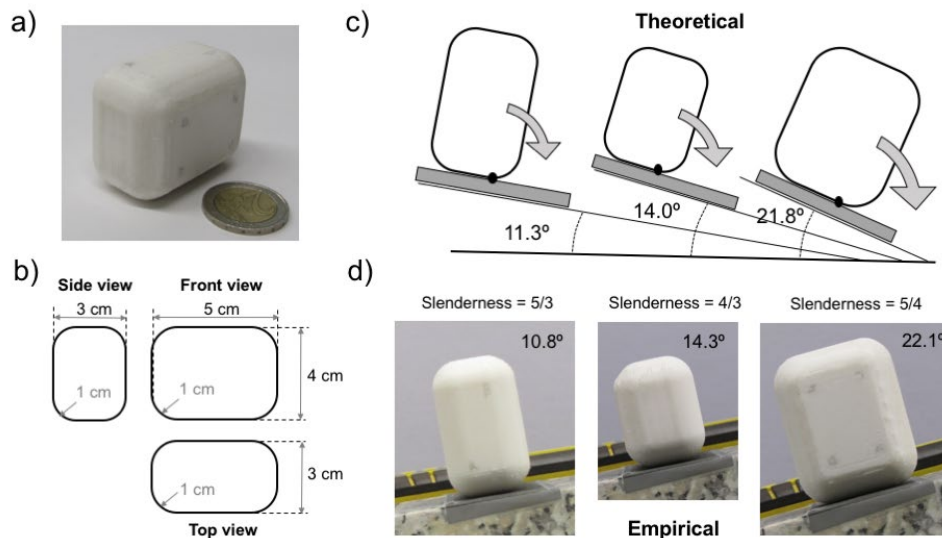 a)
b)
Side view
Front view
3 cm
5 cm
4 cm
1 cm
1 cm
3 cm
1 cm
Top view
c)
Theoretical
11.3º
14.0º
21.8º
d)
Slenderness = 5/3
Slenderness = 4/3
Slenderness = 5/4
10.8º
14.3º
22.1º
Empirical